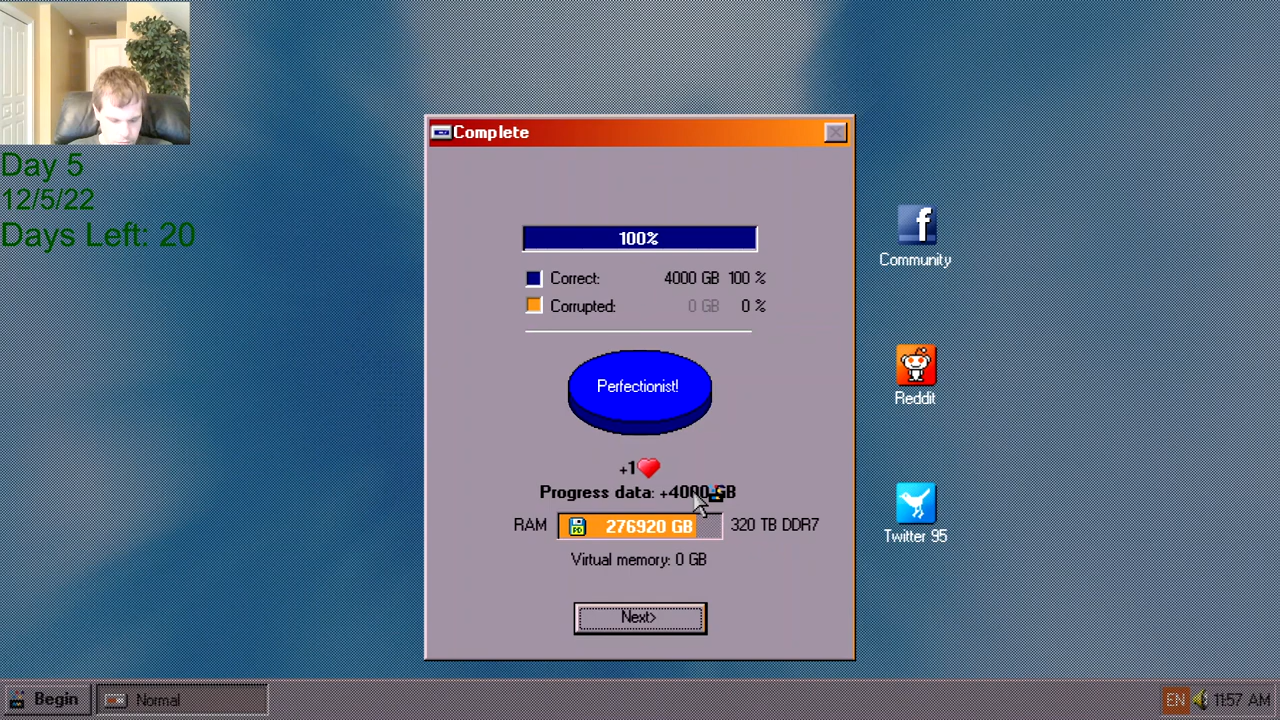 Day 5
12/5/22
Days Left: 20
Complete
100%
Correct: 4000 GB 100 %
Corrupted: 0 GB 0 %
Perfectionist!
+1
Progress data: +4000 GB
RAM 276920 GB 320 TB DDR7
Virtual memory: 0 GB
Next>
Community
Reddit
Twitter 95
Begin
Normal
EN 11:57 AM